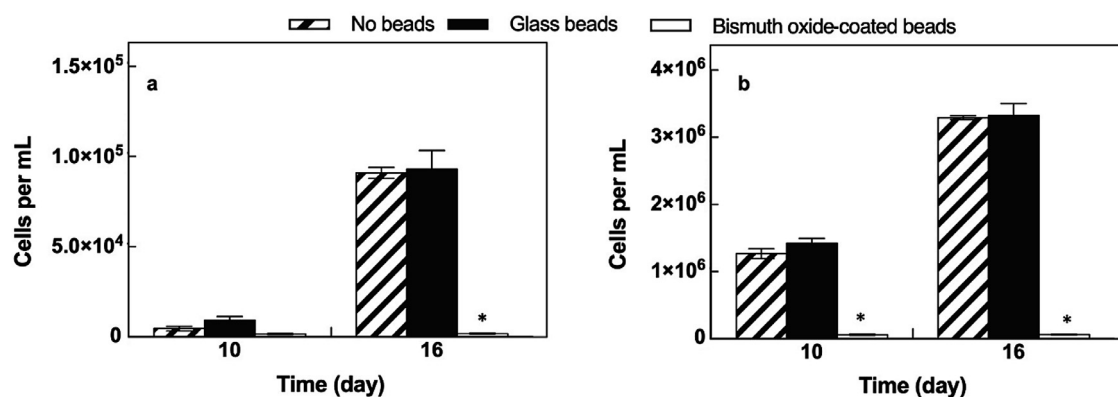 No beads Glass beads Bismuth oxide-coated beads
a
1.5×10⁵
1.0×10⁵
5.0×10⁴
0
Cells per mL
*
10 16
Time (day)
b
4×10⁶
3×10⁶
2×10⁶
1×10⁶
0
Cells per mL
* *
10 16
Time (day)